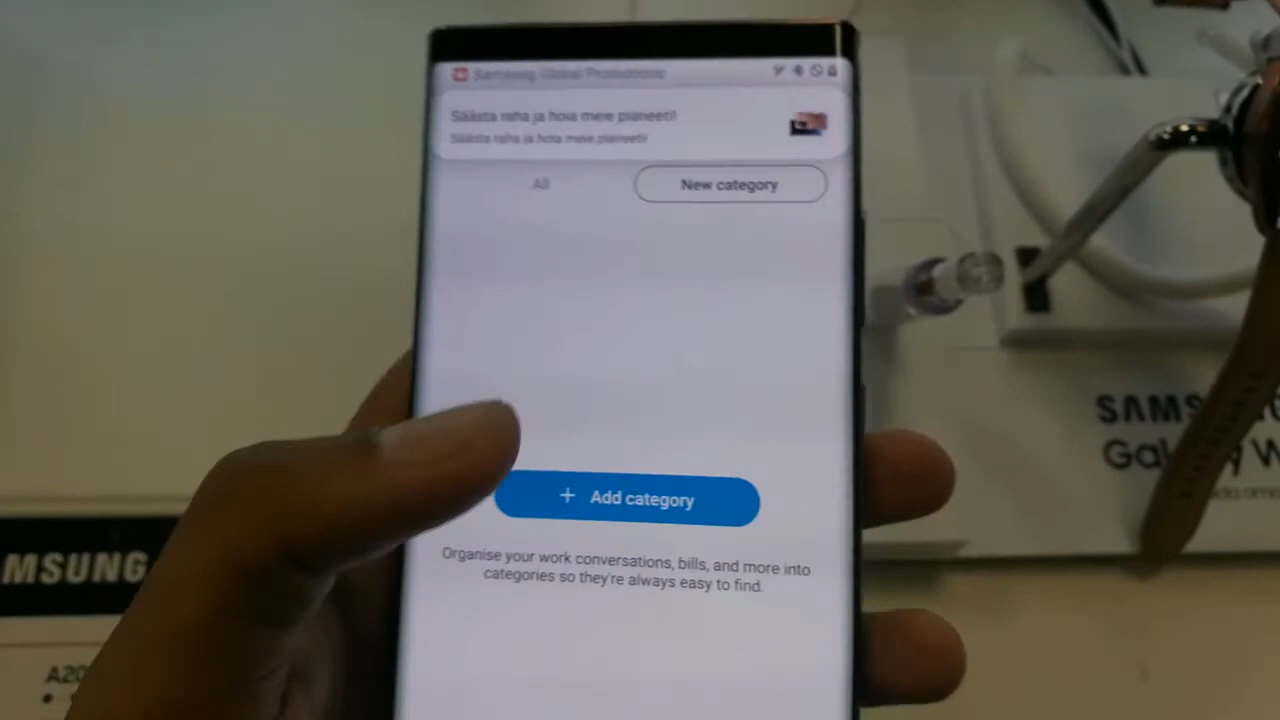 Samsung Global Promotions
Säästa raha ja hoia meie planeeti!
Säästa raha ja hoia meie planeeti!
All
New category
+ Add category
Organise your work conversations, bills, and more into
categories so they're always easy to find.
SAMS
Galaxy W
MSUNG
A20